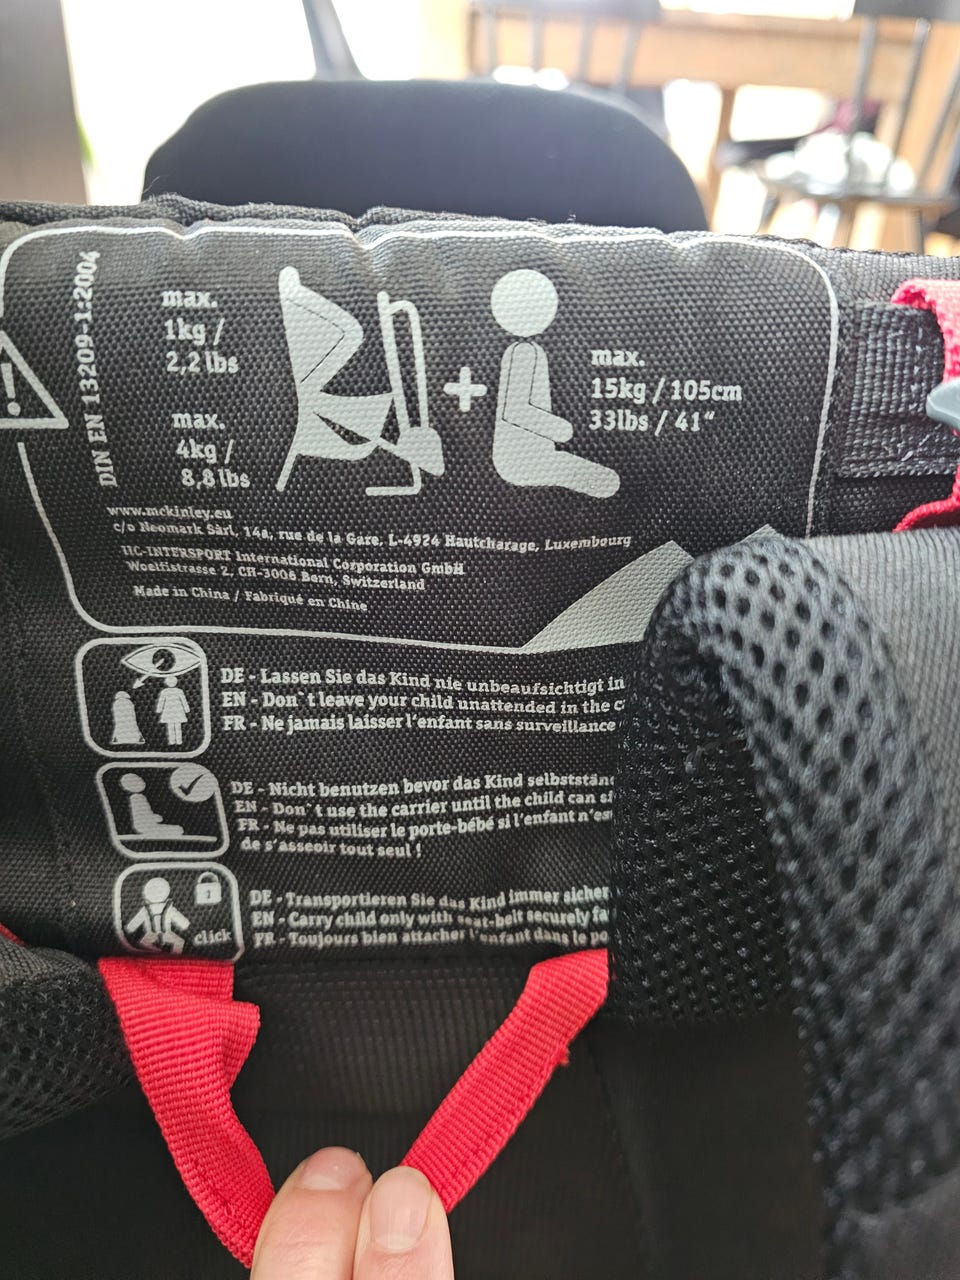 DIN EN 13209-1:2004
max.
1kg /
2,2 lbs
max.
4kg /
8,8 lbs
+
max.
15kg / 105cm
33lbs / 41“
www.mckinley.eu
c/o Neomark Sàrl, 14a, rue de la Gare, L-4924 Hautcharage, Luxembourg
IIC-INTERSPORT International Corporation GmbH
Woelflistrasse 2, CH-3006 Bern, Switzerland
Made in China / Fabriqué en Chine
DE - Lassen Sie das Kind nie unbeaufsichtigt in
EN - Don`t leave your child unattended in the
FR - Ne jamais laisser l'enfant sans surveillance
DE - Nicht benutzen bevor das Kind
EN - Don`t use the carrier until the child can
FR - Ne pas utiliser le porte-bébé si l'enfant
de s'asseoir tout seul !
click
DE - Transportieren Sie das Kind immer sicher
EN - Carry child only with seat-belt securely
FR - Toujours bien attacher l'enfant dans le